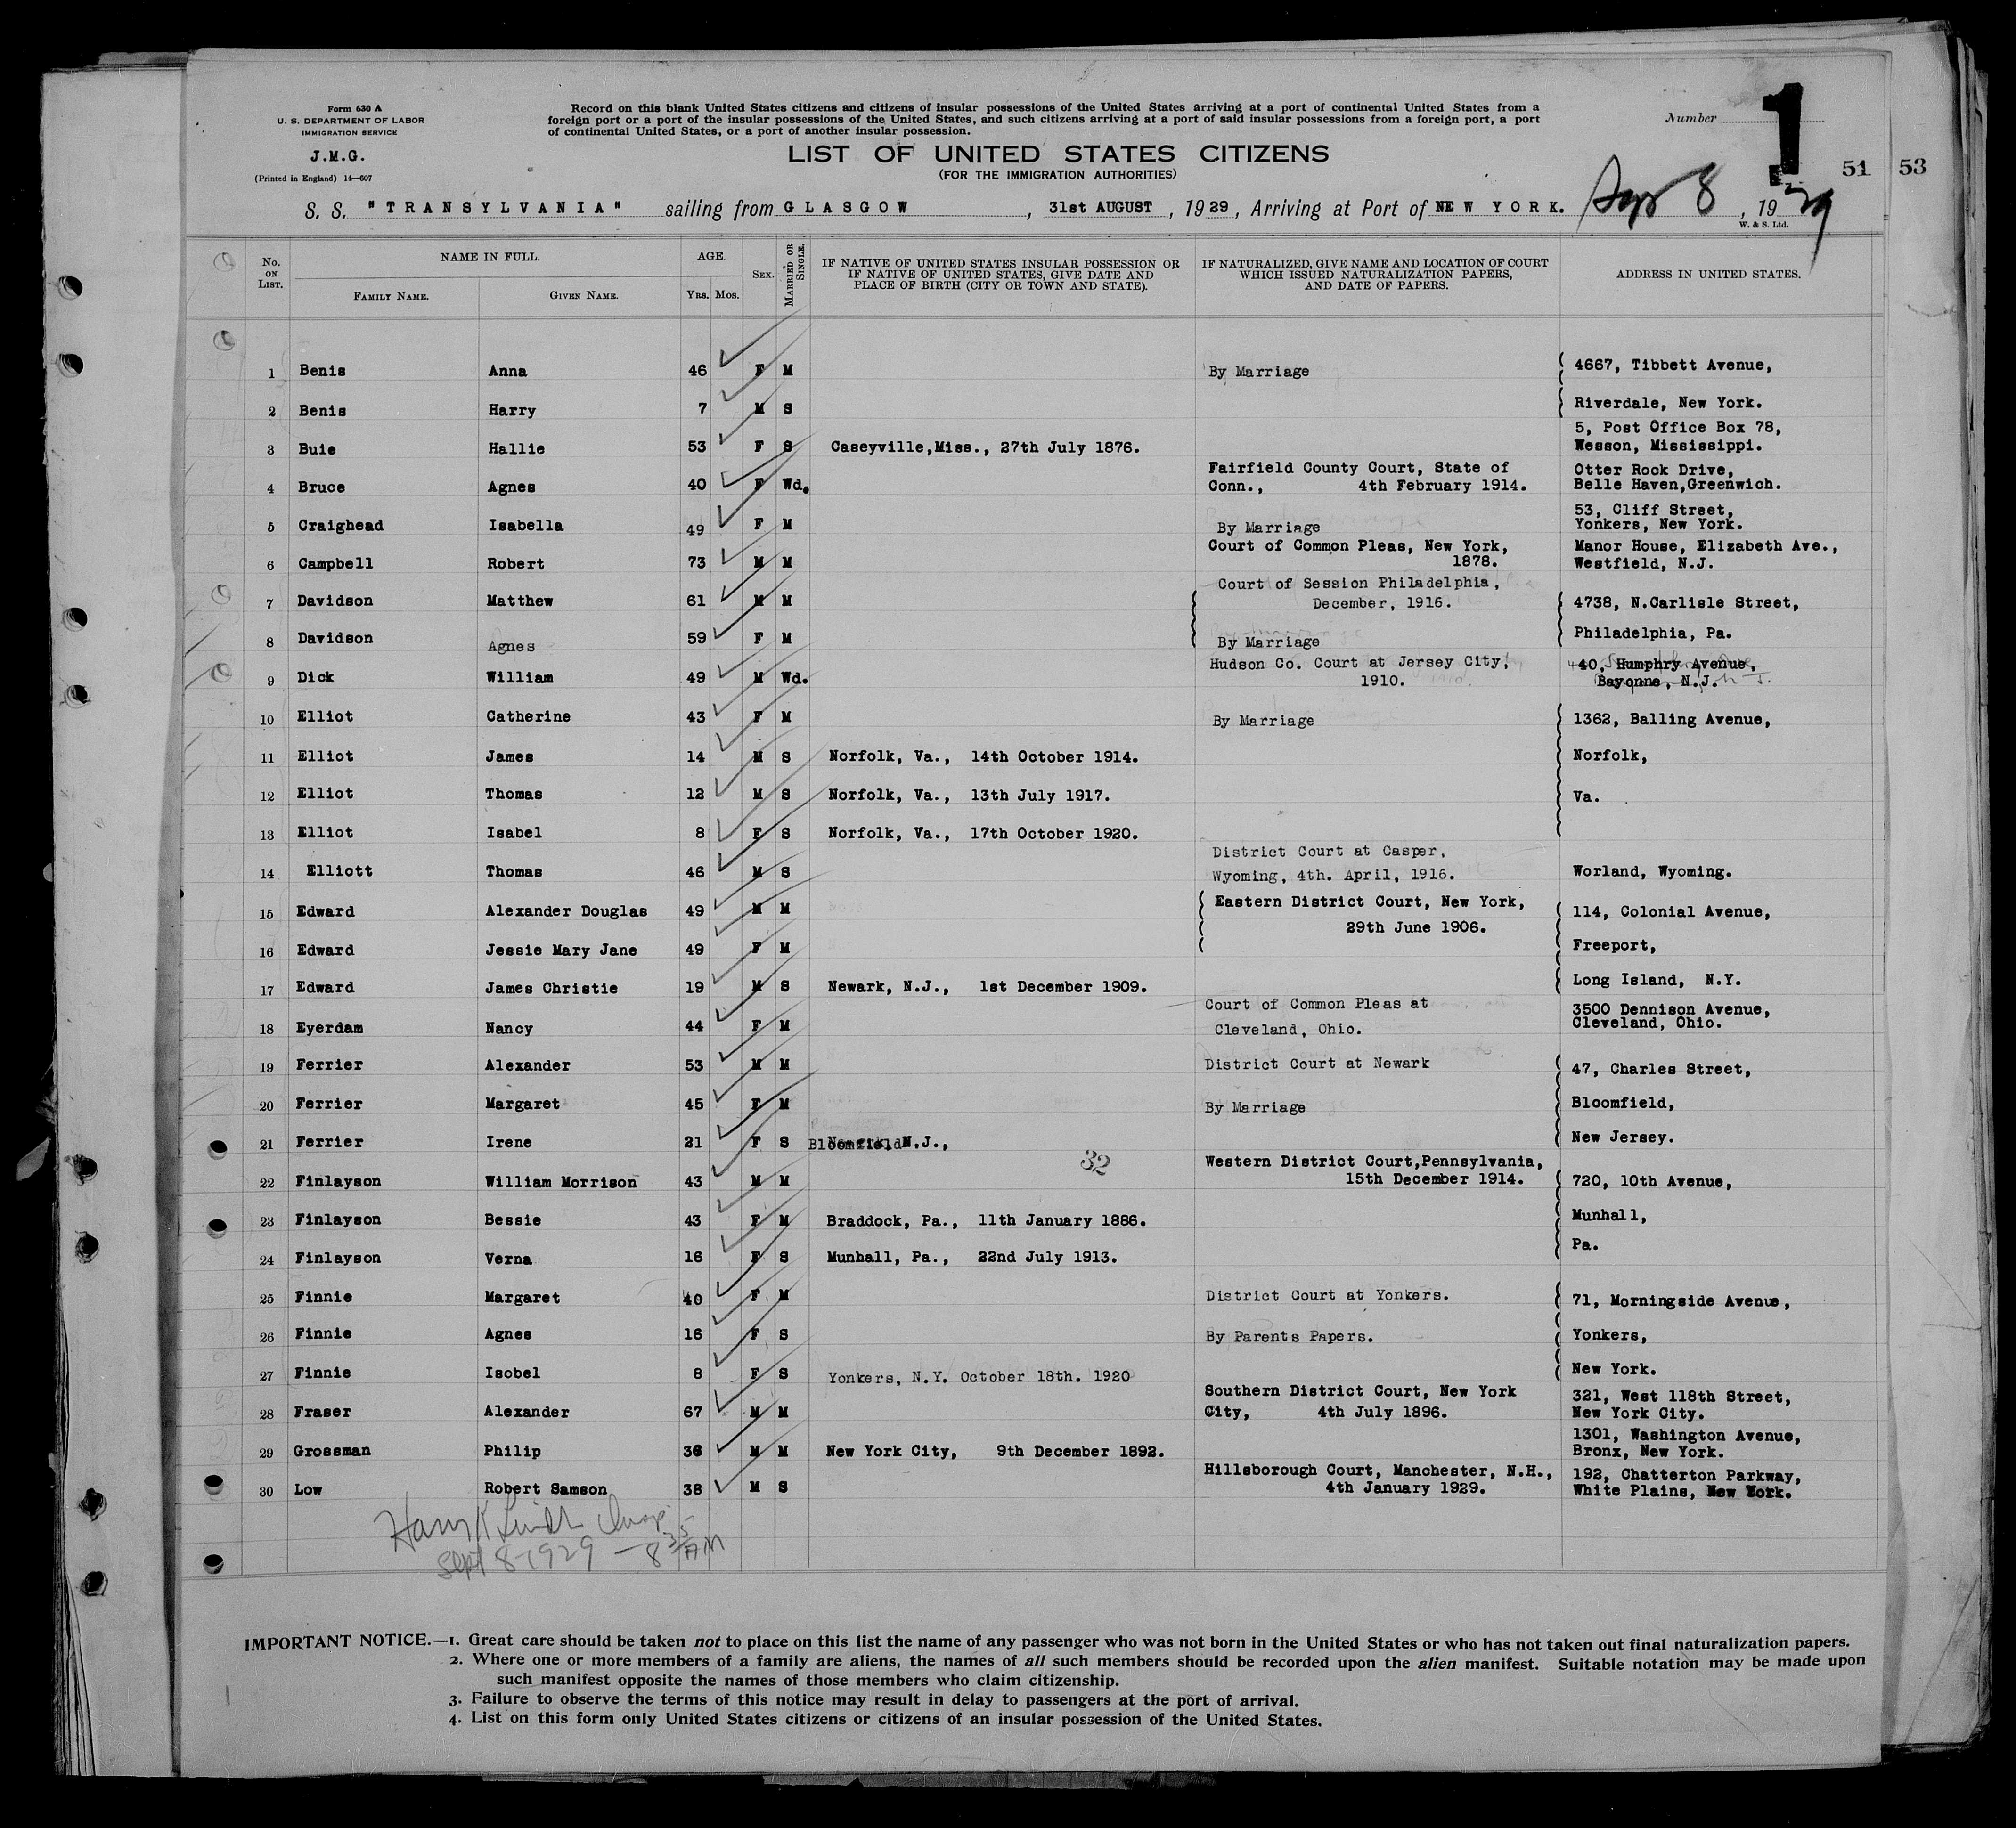 Form 630 A
U. S. DEPARTMENT OF LABOR
IMMIGRATION SERVICE
J.M.G.
(Printed in England) 14—607
Record on this blank United States citizens and citizens of insular possessions of the United States arriving at a port of continental United States from a
foreign port or a port of the insular possessions of the United States, and such citizens arriving at a port of said insular possessions from a foreign port, a port
of continental United States, or a port of another insular possession.
LIST OF UNITED STATES CITIZENS
(FOR THE IMMIGRATION AUTHORITIES)
Number 1
51 53
S. S. "TRANSYLVANIA" sailing from GLASGOW, 31st AUGUST, 1929, Arriving at Port of NEW YORK. Sep 8, 1929
W. & S. Ltd.
No. ON LIST. NAME IN FULL. FAMILY NAME. GIVEN NAME. AGE. YRS. MOS. SEX. MARRIED OR SINGLE. IF NATIVE OF UNITED STATES INSULAR POSSESSION OR IF NATIVE OF UNITED STATES, GIVE DATE AND PLACE OF BIRTH (CITY OR TOWN AND STATE). IF NATURALIZED, GIVE NAME AND LOCATION OF COURT WHICH ISSUED NATURALIZATION PAPERS, AND DATE OF PAPERS. ADDRESS IN UNITED STATES.
1 Benis Anna 46 F M By Marriage 4667, Tibbett Avenue,
2 Benis Harry 7 M S Riverdale, New York.
3 Buie Hallie 53 F S Caseyville,Miss., 27th July 1876. 5, Post Office Box 78, Wesson, Mississippi.
4 Bruce Agnes 40 F Wd. Fairfield County Court, State of Conn., 4th February 1914. Otter Rock Drive, Belle Haven,Greenwich.
5 Craighead Isabella 49 F M By Marriage 53, Cliff Street, Yonkers, New York.
6 Campbell Robert 73 M M Court of Common Pleas, New York, 1878. Manor House, Elizabeth Ave., Westfield, N.J.
7 Davidson Matthew 61 M M Court of Session Philadelphia, December, 1916. 4738, N.Carlisle Street,
8 Davidson Agnes 59 F M By Marriage Philadelphia, Pa.
9 Dick William 49 M Wd. Hudson Co. Court at Jersey City, 1910. 40, Humphry Avenue, Bayonne, N.J.
10 Elliot Catherine 43 F M By Marriage 1362, Balling Avenue,
11 Elliot James 14 M S Norfolk, Va., 14th October 1914. Norfolk,
12 Elliot Thomas 12 M S Norfolk, Va., 13th July 1917. Va.
13 Elliot Isabel 8 F S Norfolk, Va., 17th October 1920.
14 Elliott Thomas 46 M S District Court at Casper, Wyoming, 4th. April, 1916. Worland, Wyoming.
15 Edward Alexander Douglas 49 M M Eastern District Court, New York, 29th June 1906. 114, Colonial Avenue,
16 Edward Jessie Mary Jane 49 F M Freeport,
17 Edward James Christie 19 M S Newark, N.J., 1st December 1909. Long Island, N.Y.
18 Eyerdam Nancy 44 F M Court of Common Pleas at Cleveland, Ohio. 3500 Dennison Avenue, Cleveland, Ohio.
19 Ferrier Alexander 53 M M District Court at Newark 47, Charles Street,
20 Ferrier Margaret 45 F M By Marriage Bloomfield,
21 Ferrier Irene 21 F S Bloomfield N.J., New Jersey.
32
22 Finlayson William Morrison 43 M M Western District Court,Pennsylvania, 15th December 1914. 720, 10th Avenue,
23 Finlayson Bessie 43 F M Braddock, Pa., 11th January 1886. Munhall,
24 Finlayson Verna 16 F S Munhall, Pa., 22nd July 1913. Pa.
25 Finnie Margaret 40 F M District Court at Yonkers. 71, Morningside Avenue,
26 Finnie Agnes 16 F S By Parents Papers. Yonkers,
27 Finnie Isobel 8 F S Yonkers, N.Y. October 18th. 1920 New York.
28 Fraser Alexander 67 M M Southern District Court, New York City, 4th July 1896. 321, West 118th Street, New York City.
29 Grossman Philip 36 M M New York City, 9th December 1892. 1301, Washington Avenue, Bronx, New York.
30 Low Robert Samson 38 M S Hillsborough Court, Manchester, N.H., 4th January 1929. 192, Chatterton Parkway, White Plains, New York.
Sept 8-1929 — 8 35 AM
IMPORTANT NOTICE.—1. Great care should be taken not to place on this list the name of any passenger who was not born in the United States or who has not taken out final naturalization papers.
2. Where one or more members of a family are aliens, the names of all such members should be recorded upon the alien manifest. Suitable notation may be made upon
such manifest opposite the names of those members who claim citizenship.
3. Failure to observe the terms of this notice may result in delay to passengers at the port of arrival.
4. List on this form only United States citizens or citizens of an insular possession of the United States.